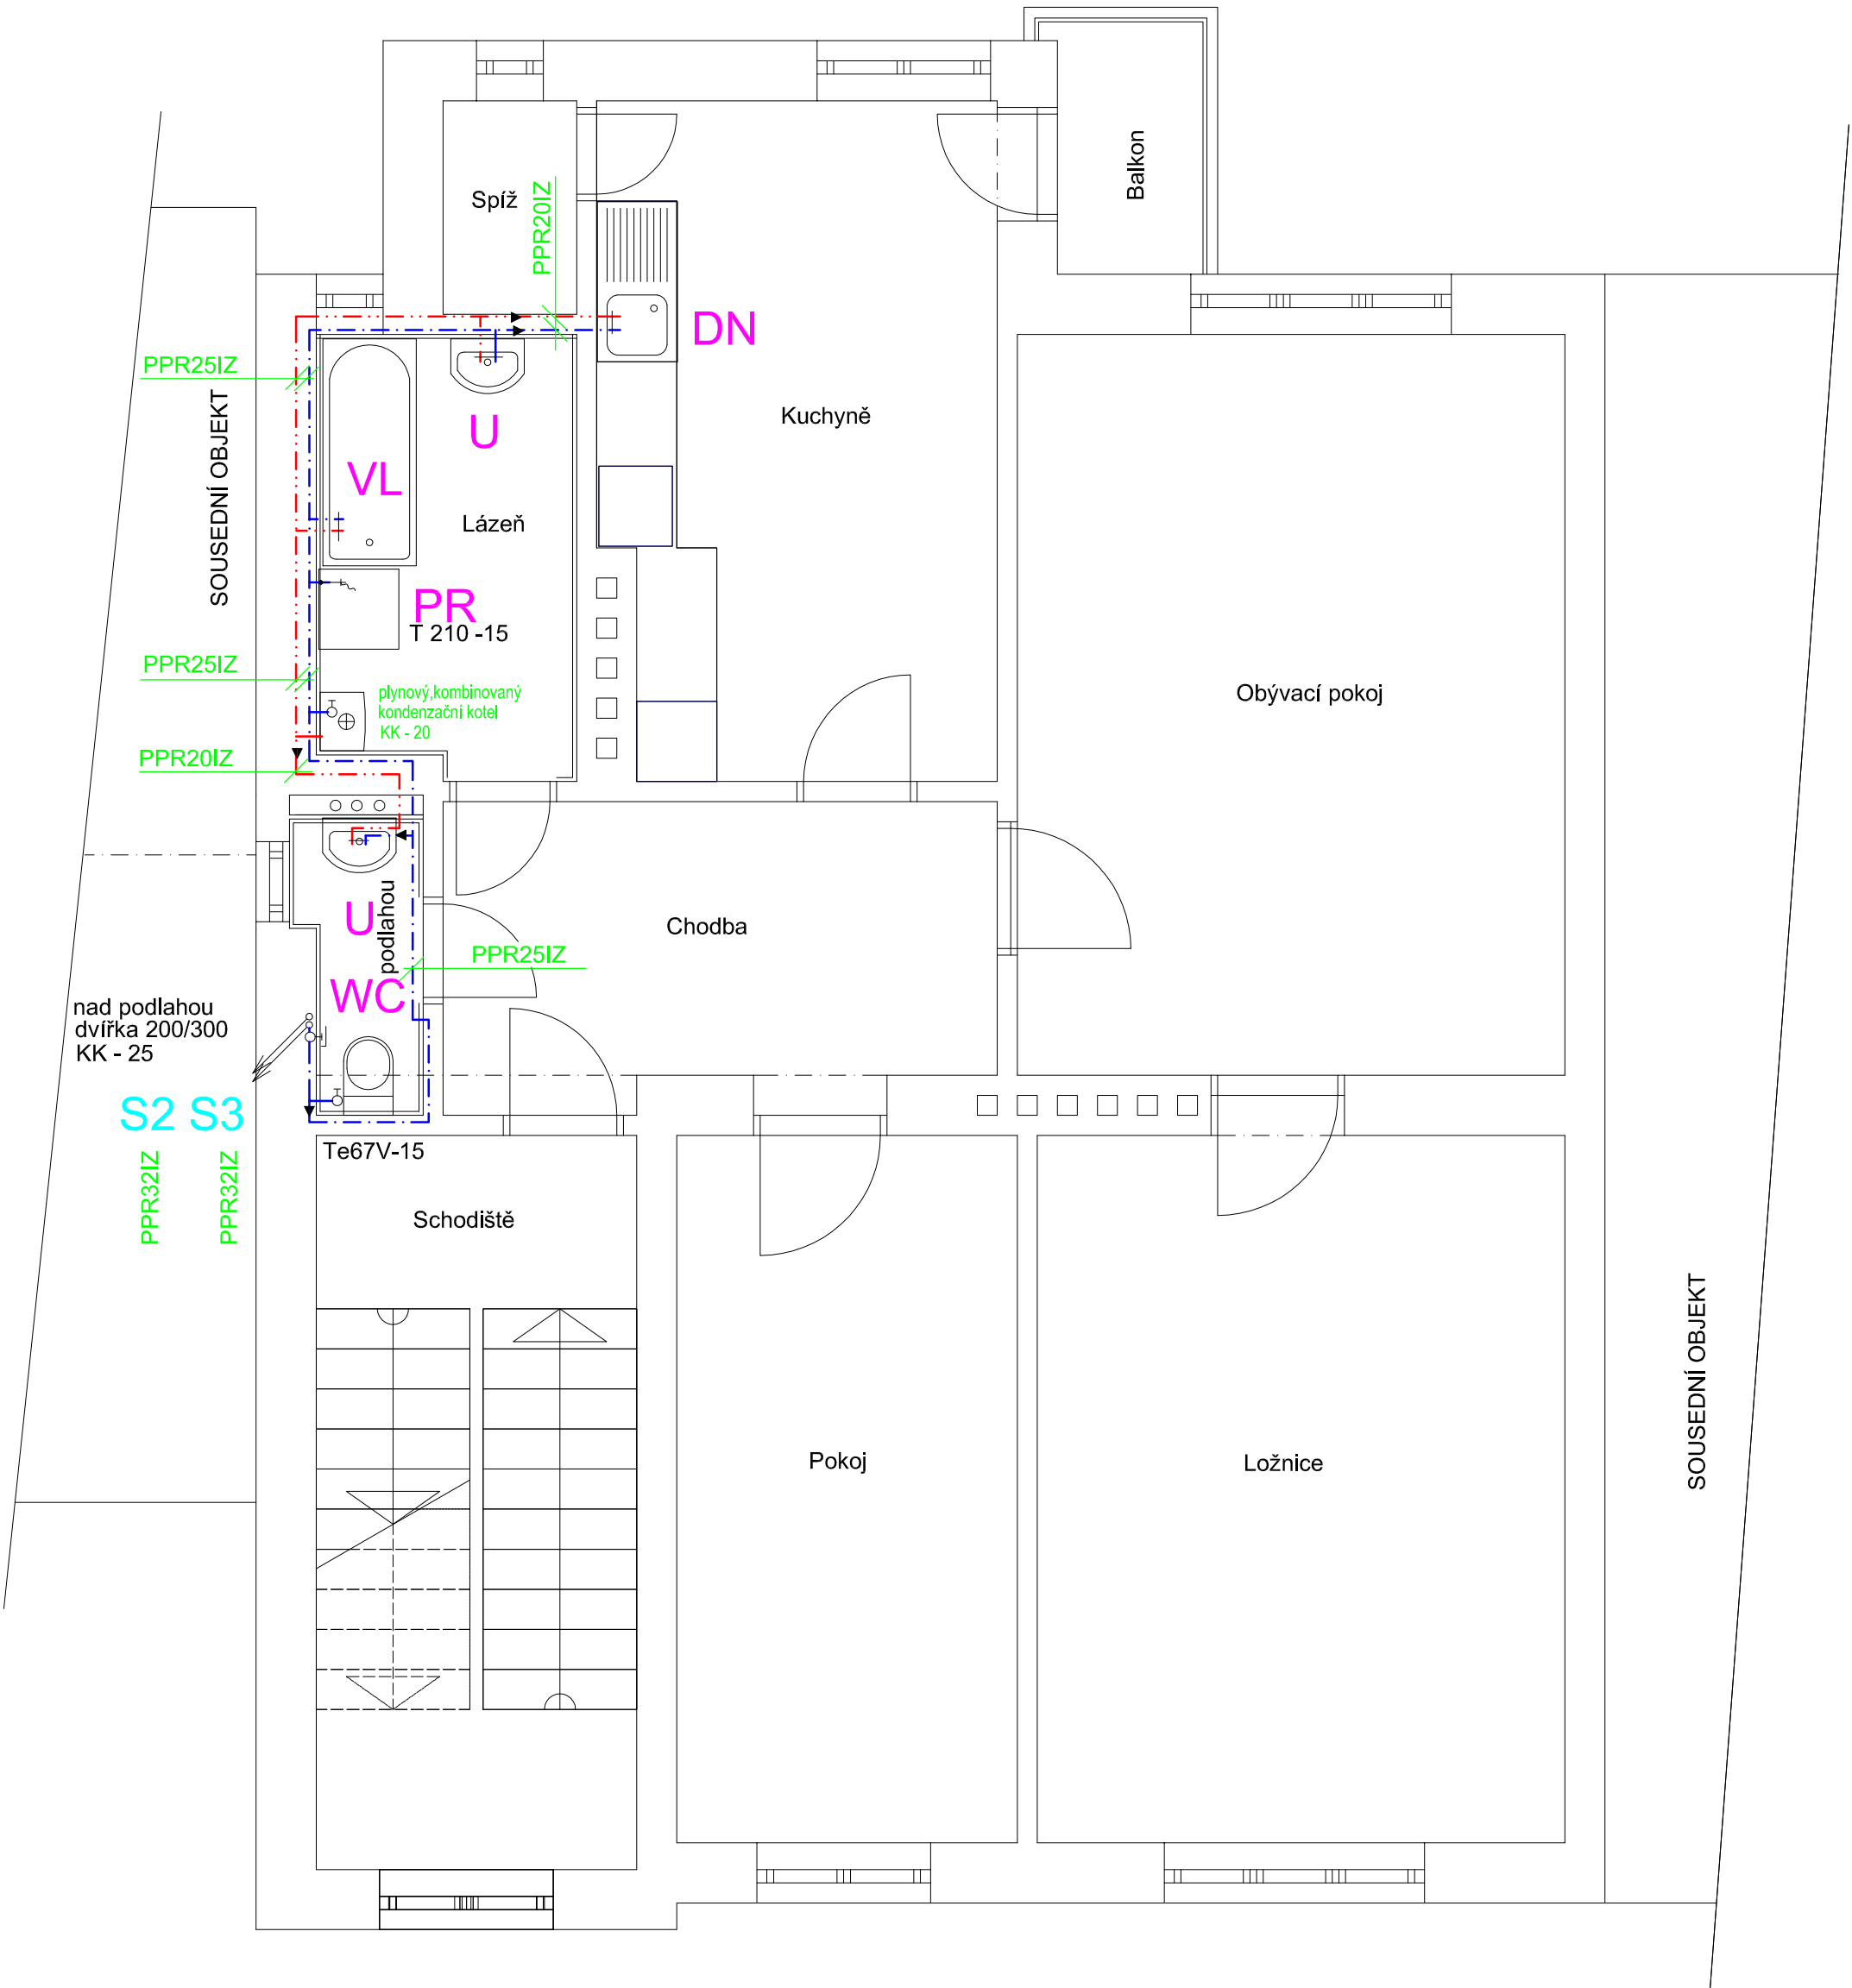 Balkon
Spíž
PPR20IZ
DN
PPR25IZ
SOUSEDNÍ OBJEKT
U
Kuchyně
VL
Lázeň
PR
T 210 -15
PPR25IZ
plynový,kombinovaný
kondenzační kotel
KK - 20
Obývací pokoj
PPR20IZ
U
podlahou
Chodba
PPR25IZ
WC
nad podlahou
dvířka 200/300
KK - 25
S2 S3
PPR32IZ
PPR32IZ
Te67V-15
Schodiště
SOUSEDNÍ OBJEKT
Pokoj
Ložnice